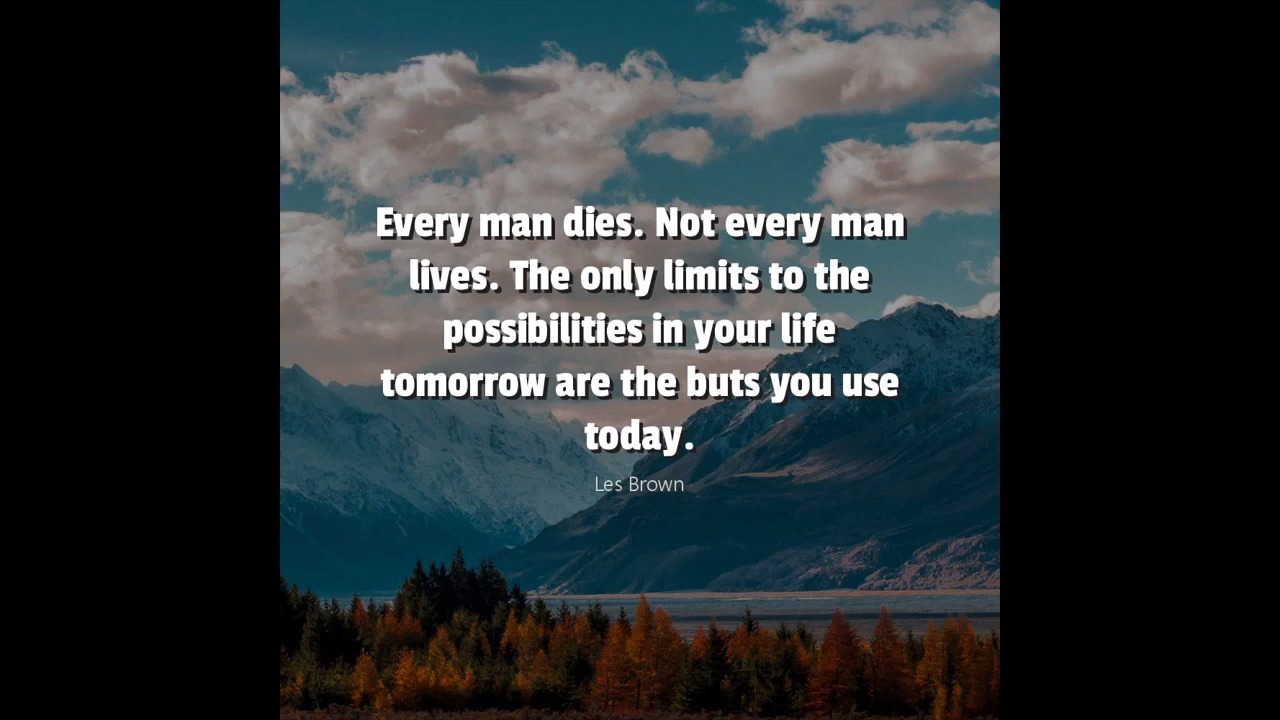 Every man dies. Not every man
lives. The only limits to the
possibilities in your life
tomorrow are the buts you use
today.
Les Brown